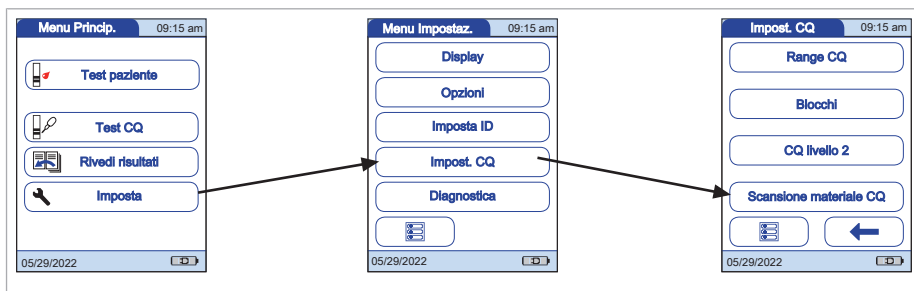 Menu Princip. 09:15 am
Test paziente
Test CQ
Rivedi risultati
Imposta
05/29/2022
Menu Impostaz. 09:15 am
Display
Opzioni
Imposta ID
Impost. CQ
Diagnostica
05/29/2022
Impost. CQ 09:15 am
Range CQ
Blocchi
CQ livello 2
Scansione materiale CQ
05/29/2022